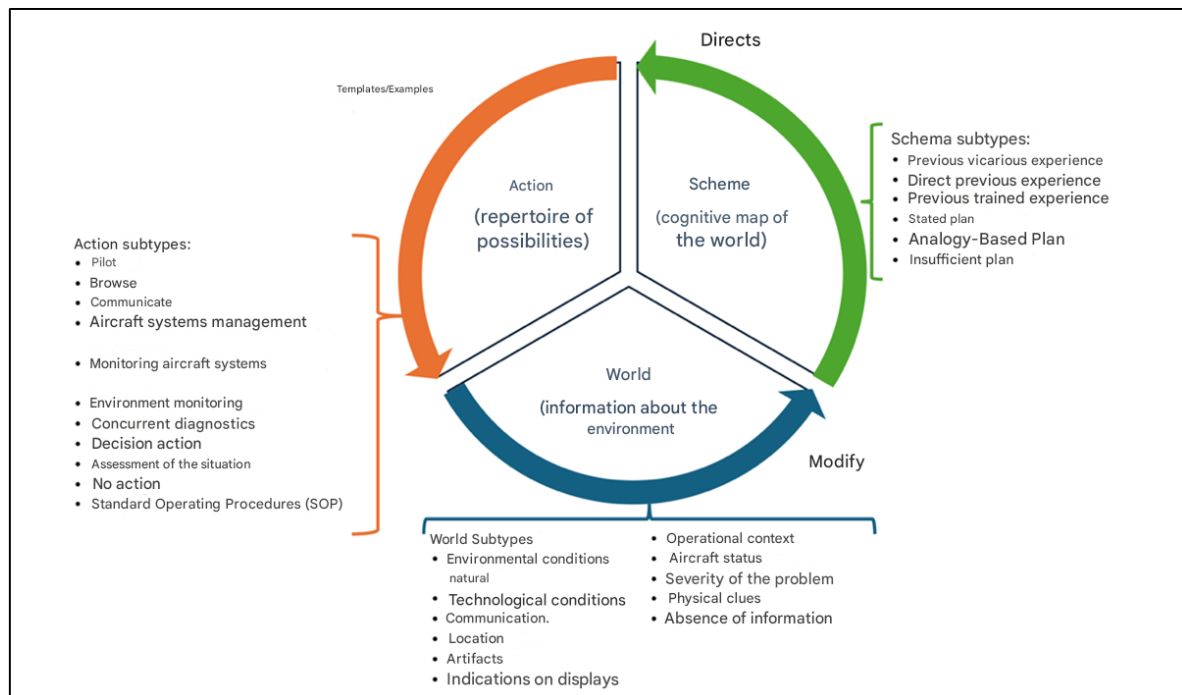 Directs
Templates/Examples
Schema subtypes:
• Previous vicarious experience
• Direct previous experience
• Previous trained experience
• Stated plan
• Analogy-Based Plan
• Insufficient plan
Action
(repertoire of
possibilities)
Scheme
(cognitive map of
the world)
Action subtypes:
• Pilot
• Browse
• Communicate
• Aircraft systems management
• Monitoring aircraft systems
• Environment monitoring
• Concurrent diagnostics
• Decision action
• Assessment of the situation
• No action
• Standard Operating Procedures (SOP)
World
(information about the
environment
Modify
World Subtypes
• Environmental conditions
natural
• Technological conditions
• Communication.
• Location
• Artifacts
• Indications on displays
• Operational context
• Aircraft status
• Severity of the problem
• Physical clues
• Absence of information